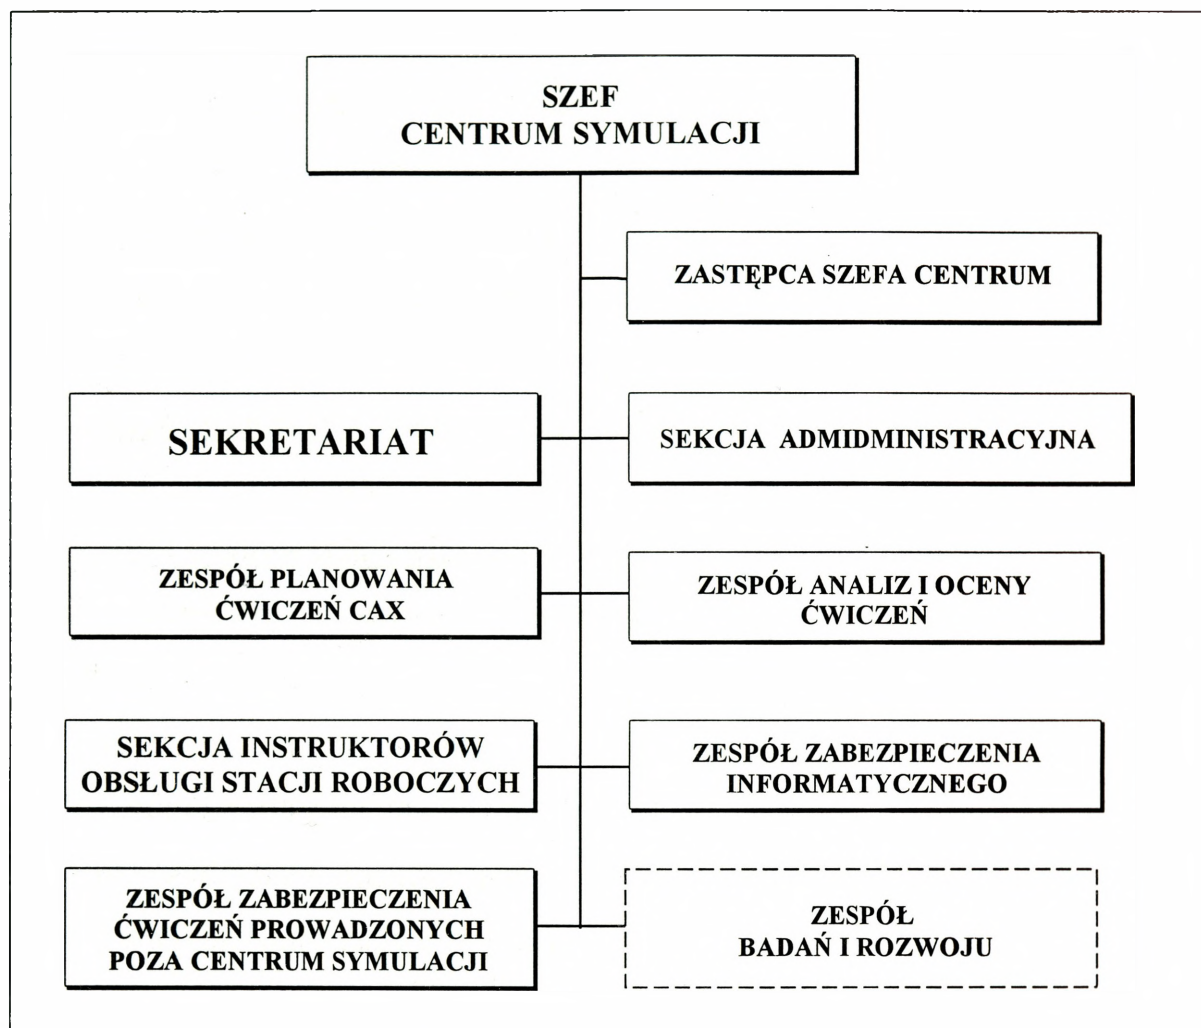 SZEF
CENTRUM SYMULACJI
ZASTĘPCA SZEFA CENTRUM
SEKRETARIAT
SEKCJA ADMIDMINISTRACYJNA
ZESPÓŁ PLANOWANIA
ĆWICZEŃ CAX
ZESPÓŁ ANALIZ I OCENY
ĆWICZEŃ
SEKCJA INSTRUKTORÓW
OBSŁUGI STACJI ROBOCZYCH
ZESPÓŁ ZABEZPIECZENIA
INFORMATYCZNEGO
ZESPÓŁ ZABEZPIECZENIA
ĆWICZEŃ PROWADZONYCH
POZA CENTRUM SYMULACJI
ZESPÓŁ
BADAŃ I ROZWOJU